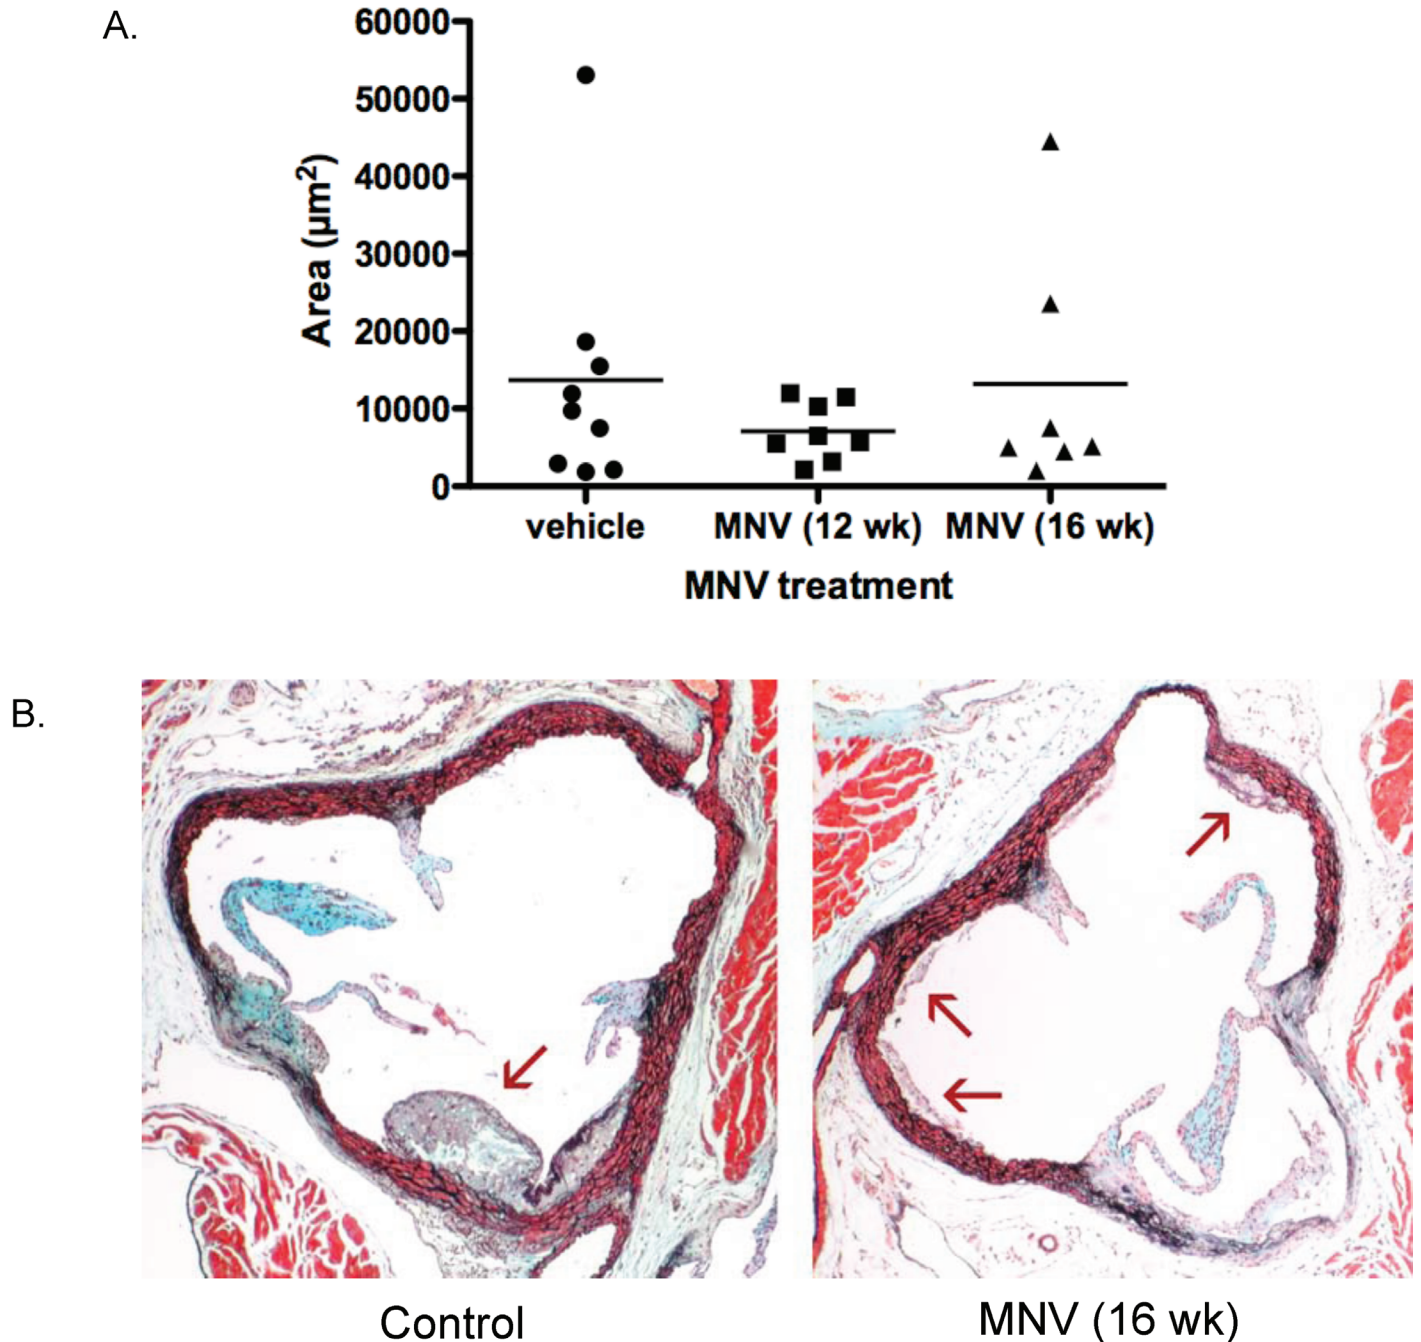 A.
60000
50000
40000
30000
20000
10000
0
Area (µm²)
vehicle MNV (12 wk) MNV (16 wk)
MNV treatment
B.
Control MNV (16 wk)